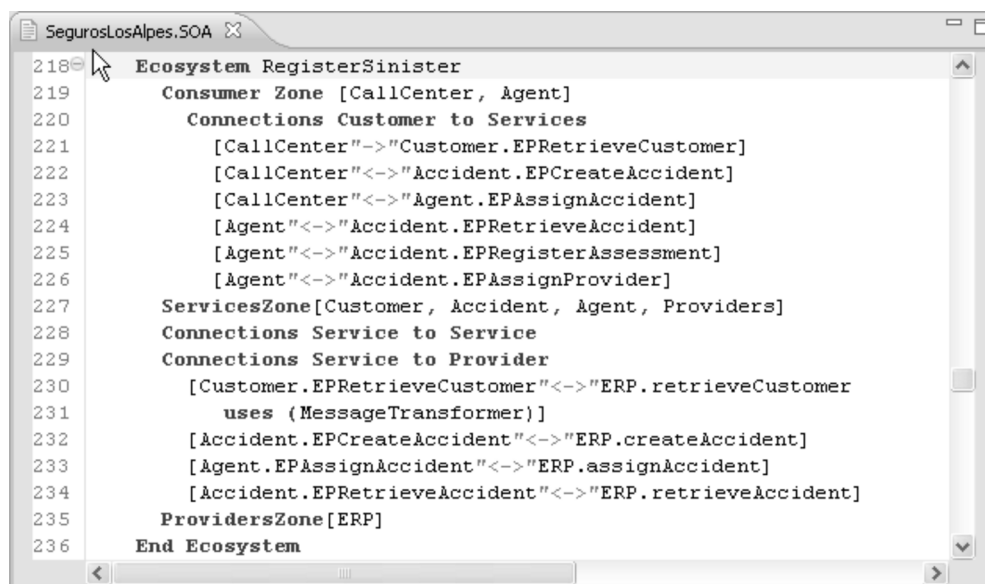 SegurosLosAlpes.SOA
218 Ecosystem RegisterSinister
219 Consumer Zone [CallCenter, Agent]
220 Connections Customer to Services
221 [CallCenter"->"Customer.EPRetrieveCustomer]
222 [CallCenter"<->"Accident.EPCreateAccident]
223 [CallCenter"<->"Agent.EPAssignAccident]
224 [Agent"<->"Accident.EPRetrieveAccident]
225 [Agent"<->"Accident.EPRegisterAssessment]
226 [Agent"<->"Accident.EPAssignProvider]
227 ServicesZone[Customer, Accident, Agent, Providers]
228 Connections Service to Service
229 Connections Service to Provider
230 [Customer.EPRetrieveCustomer"<->"ERP.retrieveCustomer
231 uses (MessageTransformer)]
232 [Accident.EPCreateAccident"<->"ERP.createAccident]
233 [Agent.EPAssignAccident"<->"ERP.assignAccident]
234 [Accident.EPRetrieveAccident"<->"ERP.retrieveAccident]
235 ProvidersZone[ERP]
236 End Ecosystem